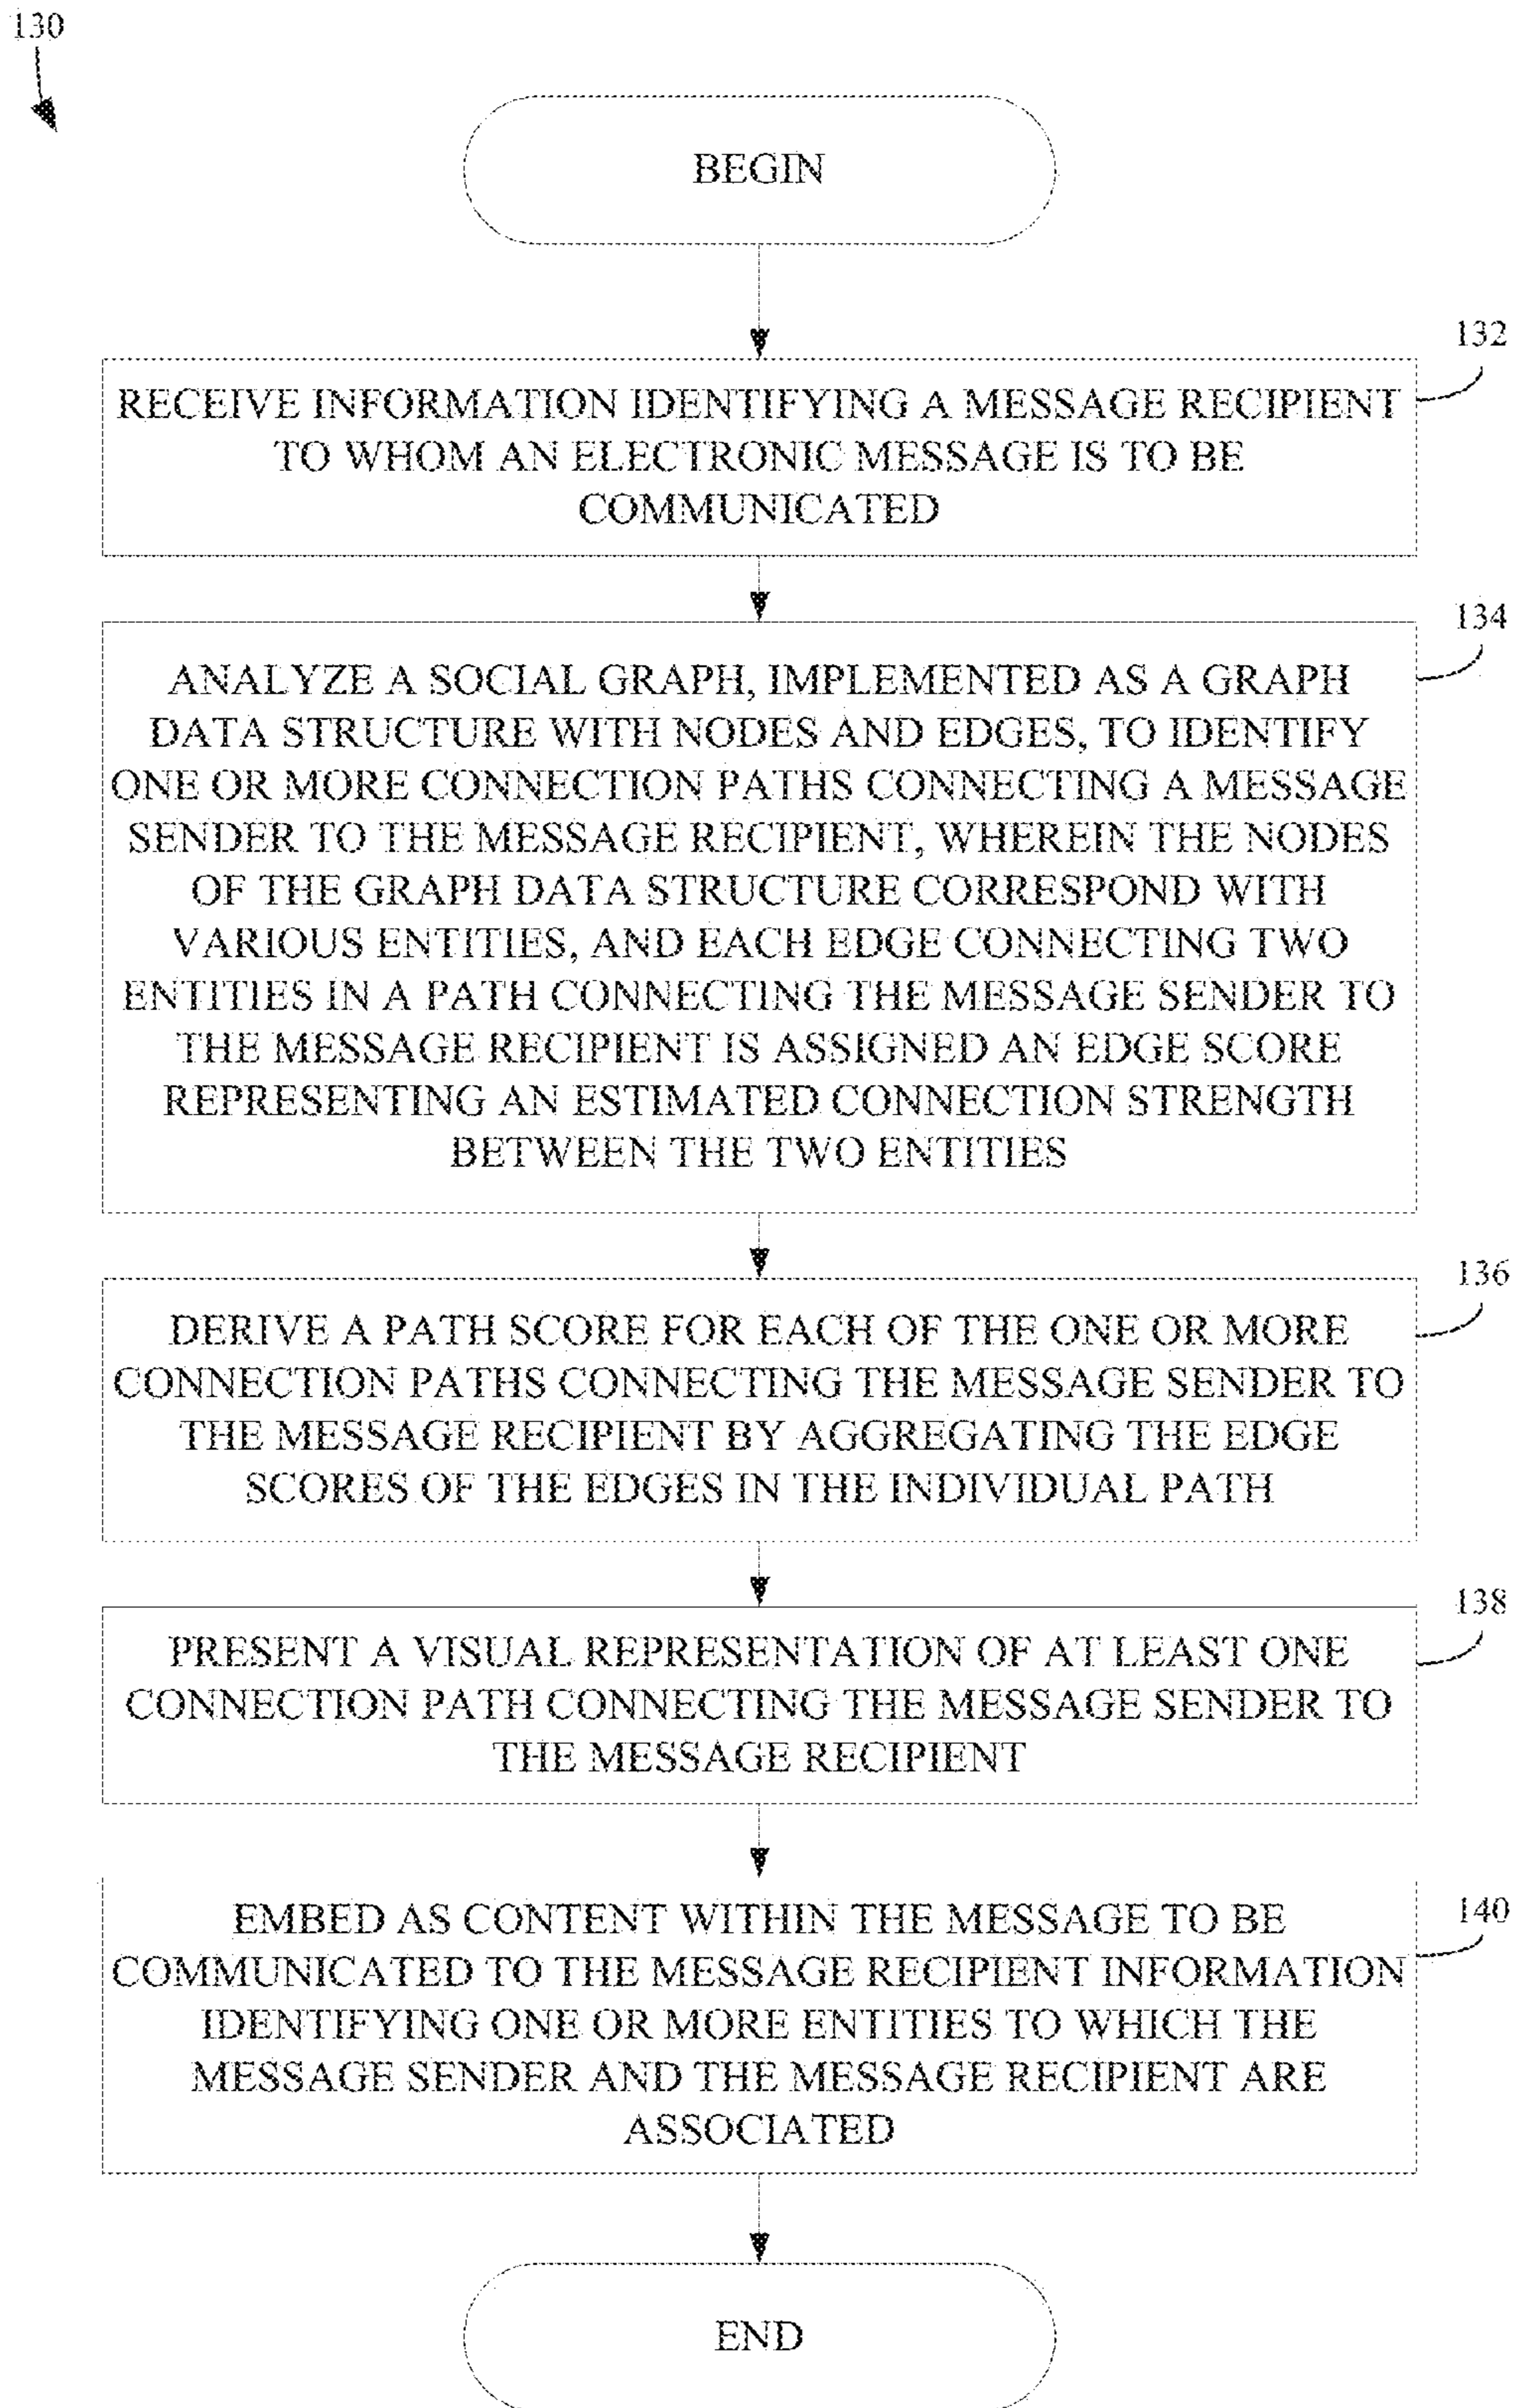 130
BEGIN
132
RECEIVE INFORMATION IDENTIFYING A MESSAGE RECIPIENT
TO WHOM AN ELECTRONIC MESSAGE IS TO BE
COMMUNICATED
134
ANALYZE A SOCIAL GRAPH, IMPLEMENTED AS A GRAPH
DATA STRUCTURE WITH NODES AND EDGES, TO IDENTIFY
ONE OR MORE CONNECTION PATHS CONNECTING A MESSAGE
SENDER TO THE MESSAGE RECIPIENT, WHEREIN THE NODES
OF THE GRAPH DATA STRUCTURE CORRESPOND WITH
VARIOUS ENTITIES, AND EACH EDGE CONNECTING TWO
ENTITIES IN A PATH CONNECTING THE MESSAGE SENDER TO
THE MESSAGE RECIPIENT IS ASSIGNED AN EDGE SCORE
REPRESENTING AN ESTIMATED CONNECTION STRENGTH
BETWEEN THE TWO ENTITIES
136
DERIVE A PATH SCORE FOR EACH OF THE ONE OR MORE
CONNECTION PATHS CONNECTING THE MESSAGE SENDER TO
THE MESSAGE RECIPIENT BY AGGREGATING THE EDGE
SCORES OF THE EDGES IN THE INDIVIDUAL PATH
138
PRESENT A VISUAL REPRESENTATION OF AT LEAST ONE
CONNECTION PATH CONNECTING THE MESSAGE SENDER TO
THE MESSAGE RECIPIENT
140
EMBED AS CONTENT WITHIN THE MESSAGE TO BE
COMMUNICATED TO THE MESSAGE RECIPIENT INFORMATION
IDENTIFYING ONE OR MORE ENTITIES TO WHICH THE
MESSAGE SENDER AND THE MESSAGE RECIPIENT ARE
ASSOCIATED
END